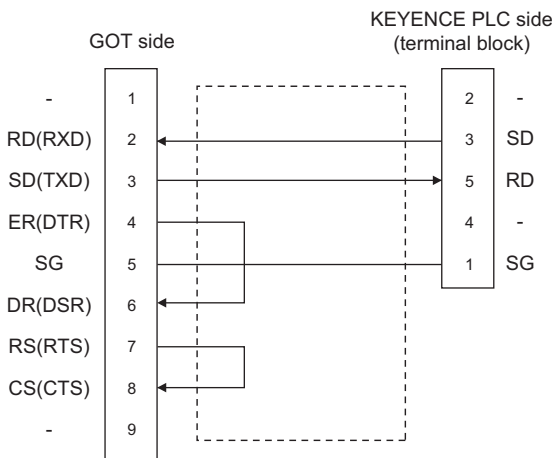 KEYENCE PLC side
(terminal block)
GOT side
- 1 2 -
RD(RXD) 2 3 SD
SD(TXD) 3 5 RD
ER(DTR) 4 4 -
SG 5 1 SG
DR(DSR) 6
RS(RTS) 7
CS(CTS) 8
- 9